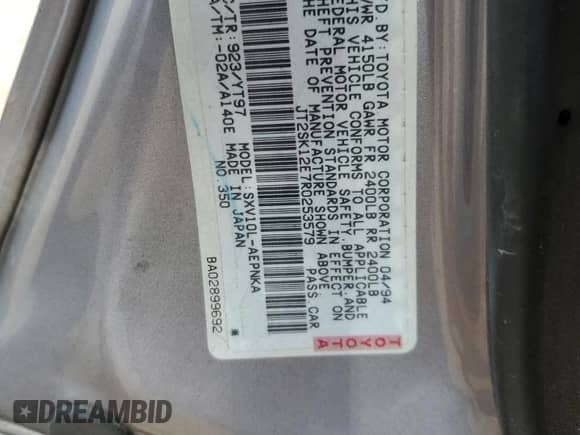 'D BY: TOYOTA MOTOR CORPORATION 04/94
VWR 4150LB GAWR FR 2400LB RR 2400LB
THIS VEHICLE CONFORMS TO ALL APPLICABLE
FEDERAL MOTOR VEHICLE SAFETY, BUMPER, AND
THEFT PREVENTION STANDARDS IN EFFECT ON
THE DATE OF MANUFACTURE SHOWN ABOVE.
JT2SK12E7R0253579 PASS. CAR
C/TR: 923/YT97 MODEL: SXV10L-AEPNKA
A/TM: -02A/A140E MADE IN JAPAN
NO. 350
BA02899692
TOYOTA
DREAMBID